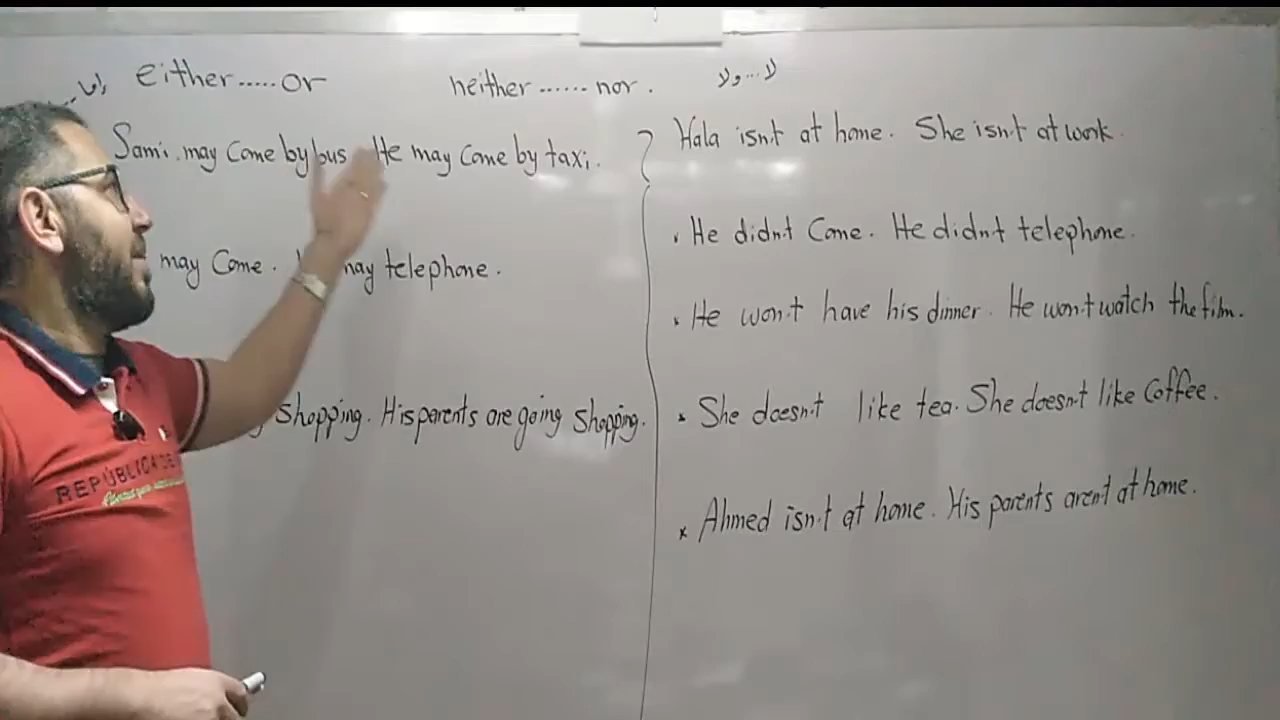 either ..... or
neither ...... nor . لا ... ولا
Sami may come by bus. He may come by taxi.
may come. may telephone.
shopping. His parents are going shopping.
Hala isn't at home. She isn't at work.
. He didn't come. He didn't telephone.
. He won't have his dinner. He won't watch the film.
* She doesn't like tea. She doesn't like coffee.
* Ahmed isn't at home. His parents aren't at home.
REPÚBLICA DE